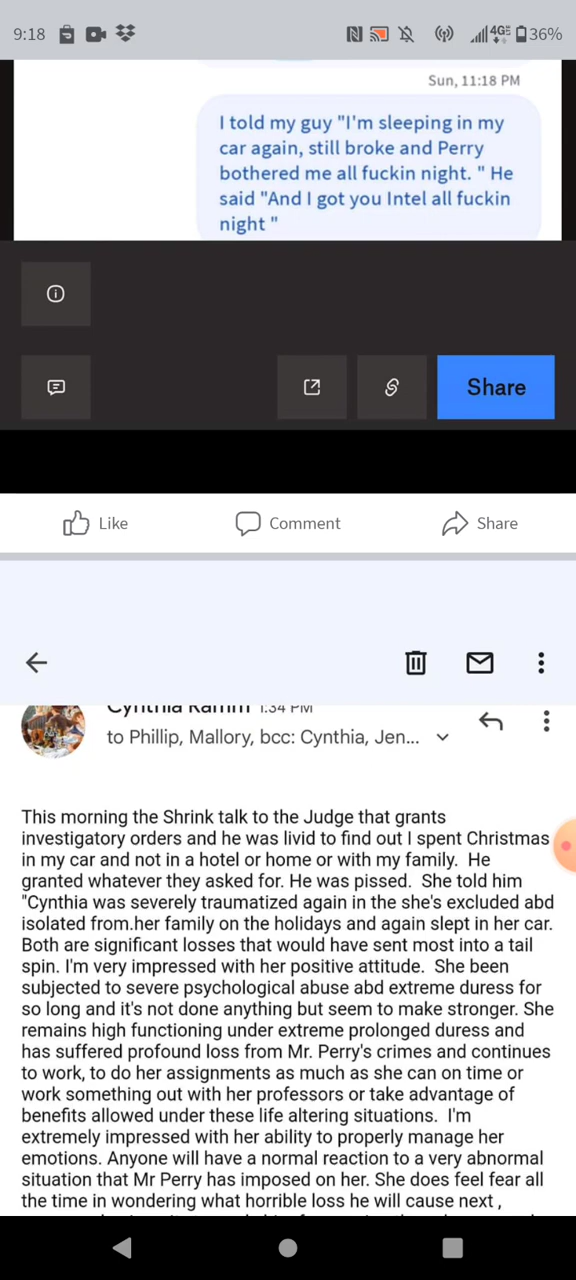 9:18
4GE 36%
Sun, 11:18 PM
I told my guy "I'm sleeping in my
car again, still broke and Perry
bothered me all fuckin night. " He
said "And I got you Intel all fuckin
night "
Share
Like Comment Share
Cynthia Ramm 1:34 PM
to Phillip, Mallory, bcc: Cynthia, Jen...
This morning the Shrink talk to the Judge that grants
investigatory orders and he was livid to find out I spent Christmas
in my car and not in a hotel or home or with my family. He
granted whatever they asked for. He was pissed. She told him
"Cynthia was severely traumatized again in the she's excluded abd
isolated from.her family on the holidays and again slept in her car.
Both are significant losses that would have sent most into a tail
spin. I'm very impressed with her positive attitude. She been
subjected to severe psychological abuse abd extreme duress for
so long and it's not done anything but seem to make stronger. She
remains high functioning under extreme prolonged duress and
has suffered profound loss from Mr. Perry's crimes and continues
to work, to do her assignments as much as she can on time or
work something out with her professors or take advantage of
benefits allowed under these life altering situations. I'm
extremely impressed with her ability to properly manage her
emotions. Anyone will have a normal reaction to a very abnormal
situation that Mr Perry has imposed on her. She does feel fear all
the time in wondering what horrible loss he will cause next ,